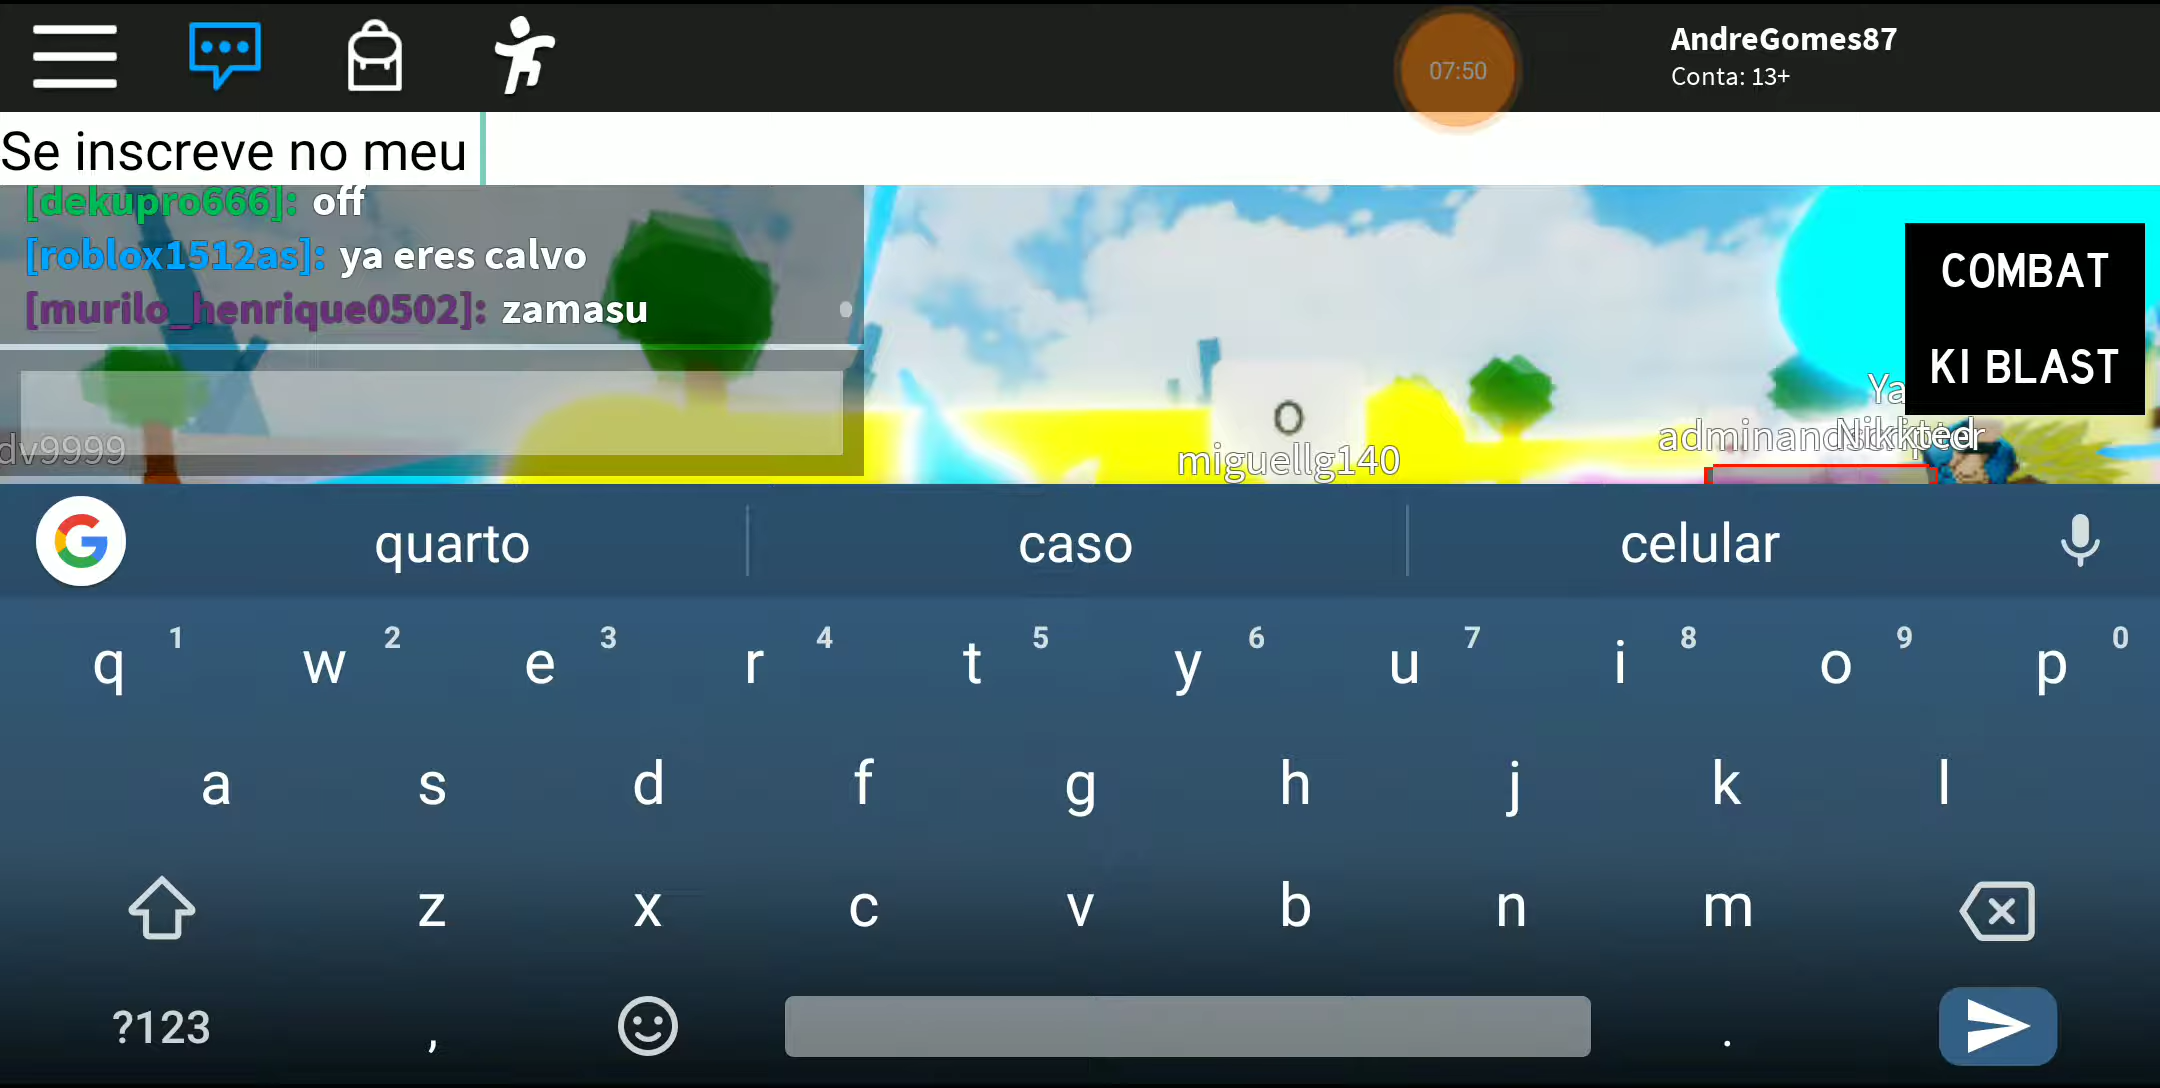 07:50
AndreGomes87
Conta: 13+
Se inscreve no meu
[dekupro666]: off
[roblox1512as]: ya eres calvo
[murilo_henrique0502]: zamasu
COMBAT
KI BLAST
Ya
O
dv9999
miguellg140
quarto caso celular
q 1 w 2 e 3 r 4 t 5 y 6 u 7 i 8 o 9 p 0
a s d f g h j k l
z x c v b n m
?123 , .